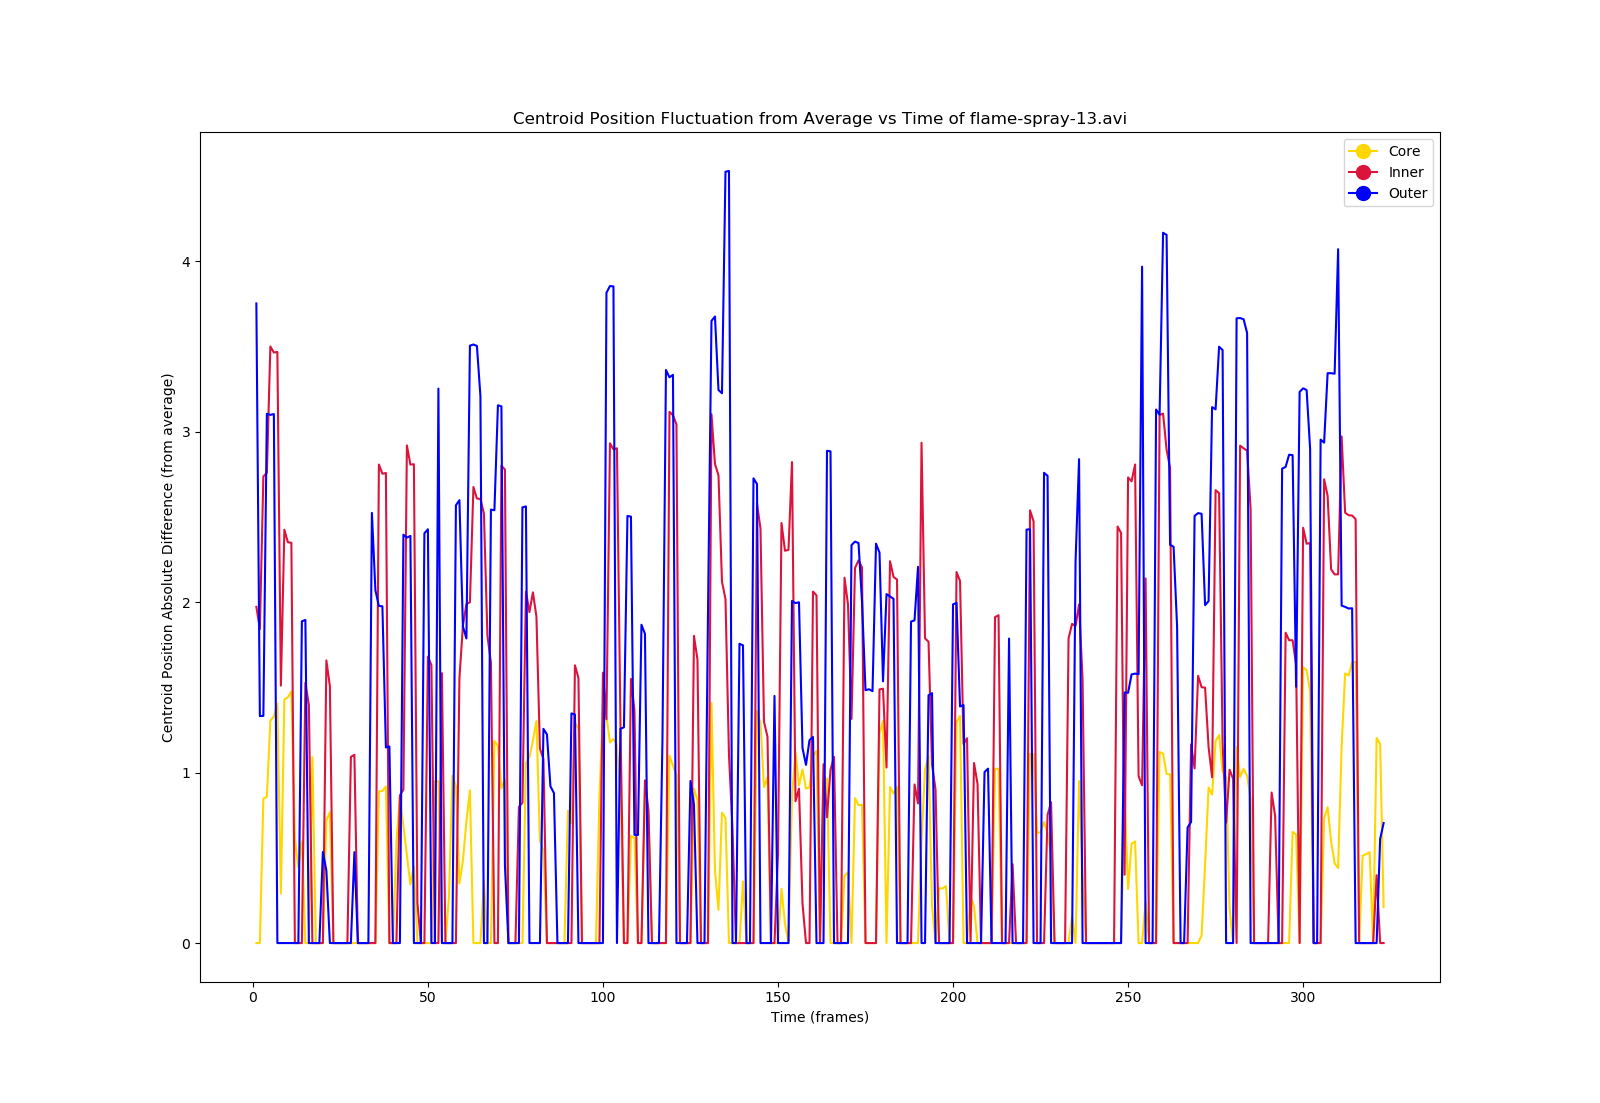 Centroid Position Fluctuation from Average vs Time of flame-spray-13.avi
Core
Inner
Outer
Centroid Position Absolute Difference (from average)
4
3
2
1
0
0 50 100 150 200 250 300
Time (frames)